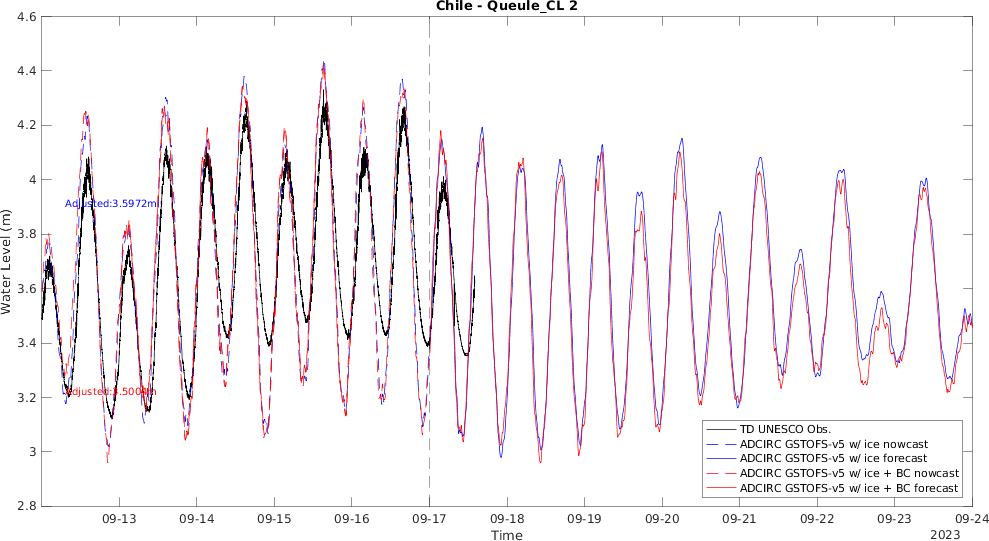 Chile - Queule_CL 2
4.6
4.4
4.2
4
3.8
3.6
3.4
3.2
3
2.8
Water Level (m)
Adjusted:3.5972m
TD UNESCO Obs.
ADCIRC GSTOFS-v5 w/ ice nowcast
ADCIRC GSTOFS-v5 w/ ice forecast
ADCIRC GSTOFS-v5 w/ ice + BC nowcast
ADCIRC GSTOFS-v5 w/ ice + BC forecast
09-13 09-14 09-15 09-16 09-17 09-18 09-19 09-20 09-21 09-22 09-23 09-24
Time
2023